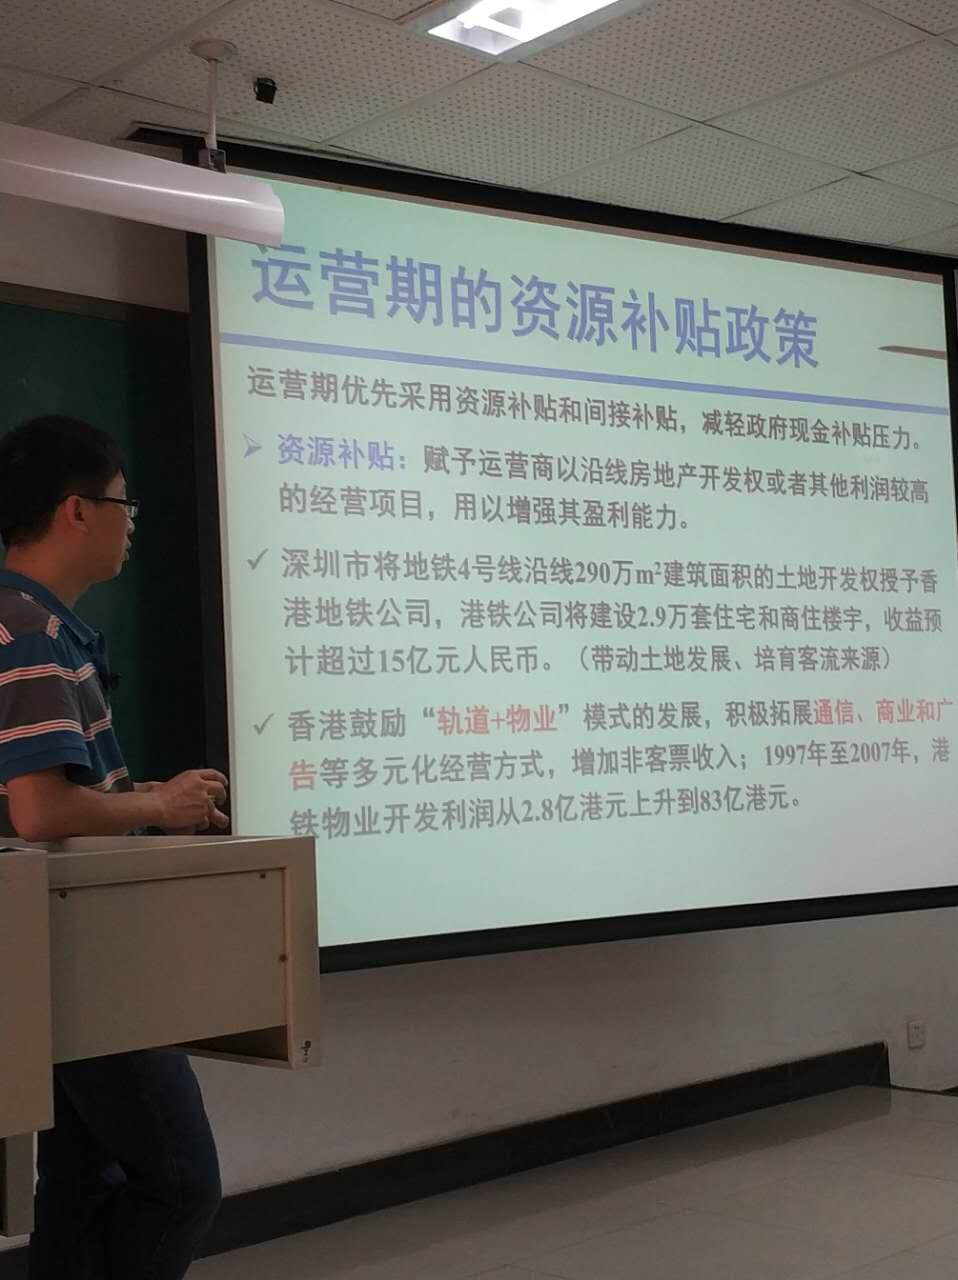 运营期的资源补贴政策
运营期优先采用资源补贴和间接补贴，减轻政府现金补贴压力。
资源补贴：赋予运营商以沿线房地产开发权或者其他利润较高
的经营项目，用以增强其盈利能力。
深圳市将地铁4号线沿线290万m²建筑面积的土地开发权授予香
港地铁公司，港铁公司将建设2.9万套住宅和商住楼宇，收益预
计超过15亿元人民币。（带动土地发展、培育客流来源）
香港鼓励“轨道+物业”模式的发展，积极拓展通信、商业和广
告等多元化经营方式，增加非客票收入；1997年至2007年，港
铁物业开发利润从2.8亿港元上升到83亿港元。